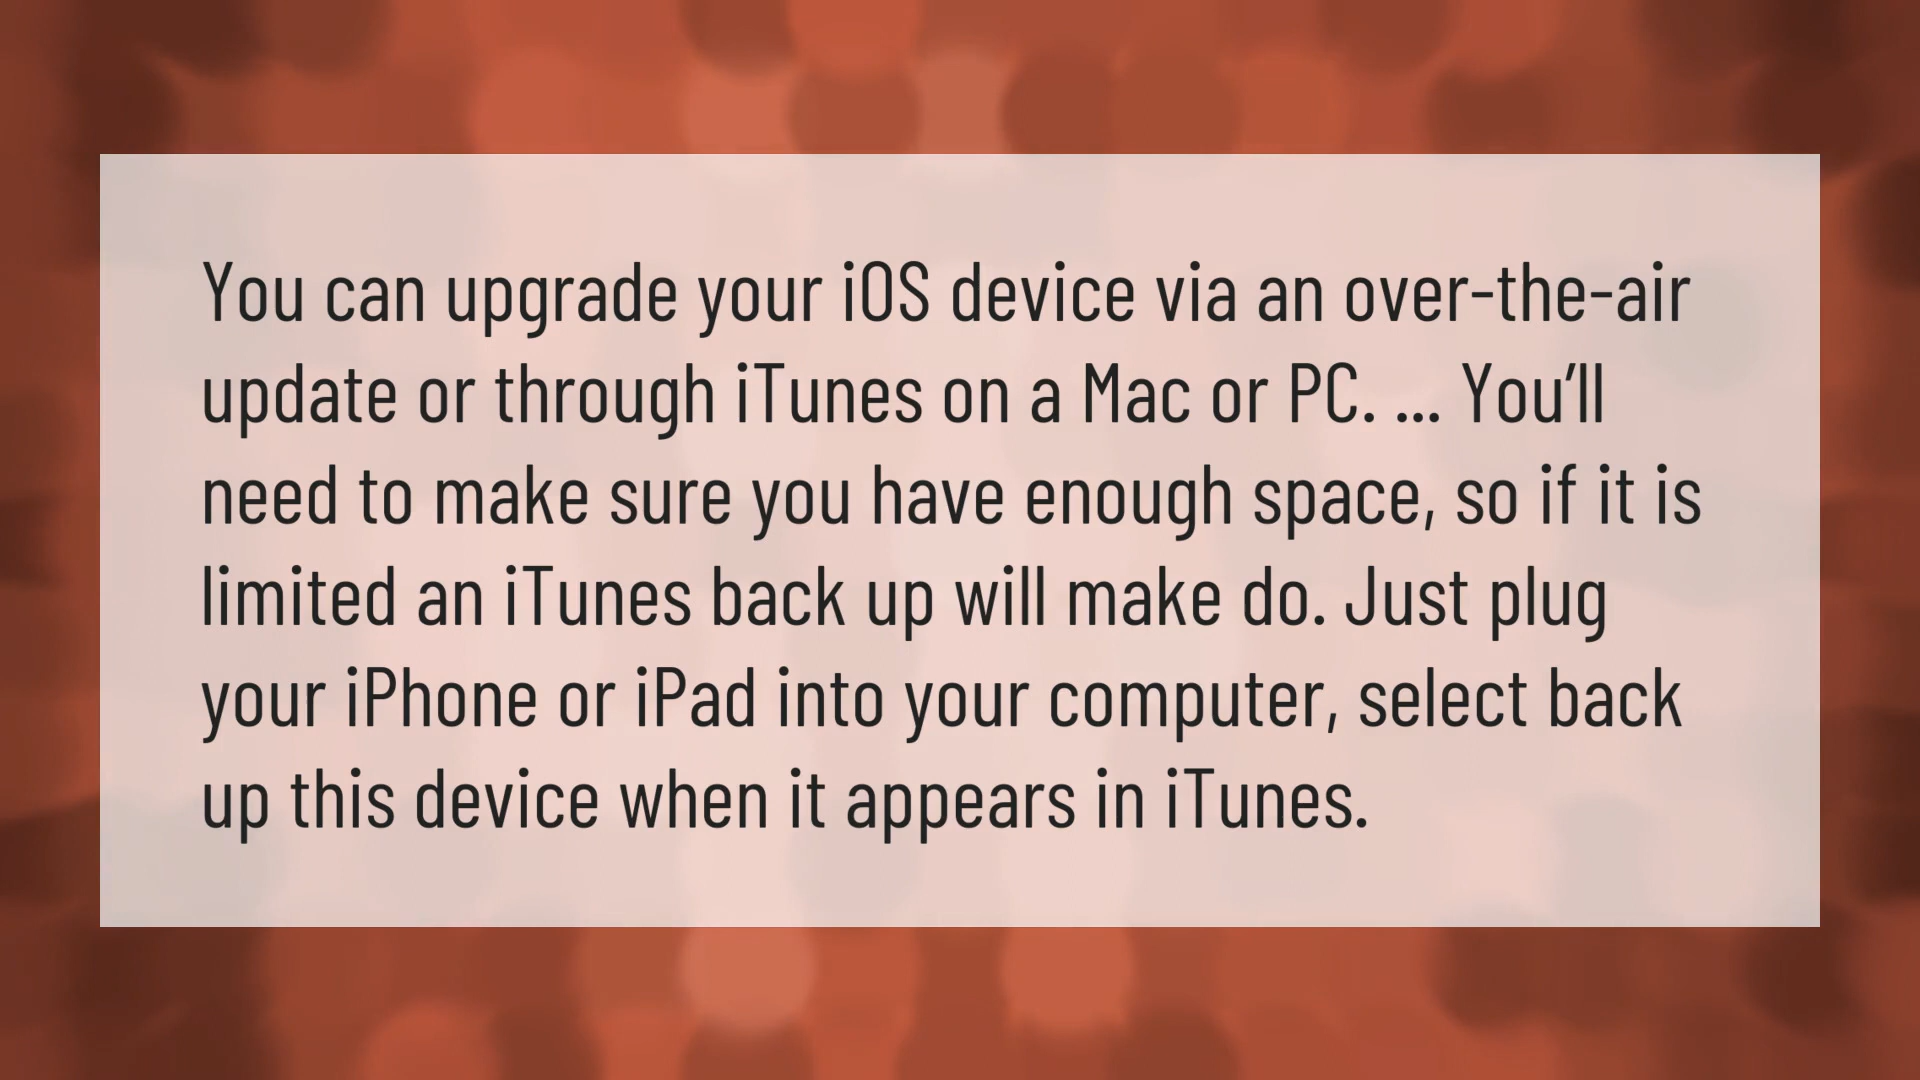 You can upgrade your iOS device via an over-the-air
update or through iTunes on a Mac or PC. ... You’ll
need to make sure you have enough space, so if it is
limited an iTunes back up will make do. Just plug
your iPhone or iPad into your computer, select back
up this device when it appears in iTunes.